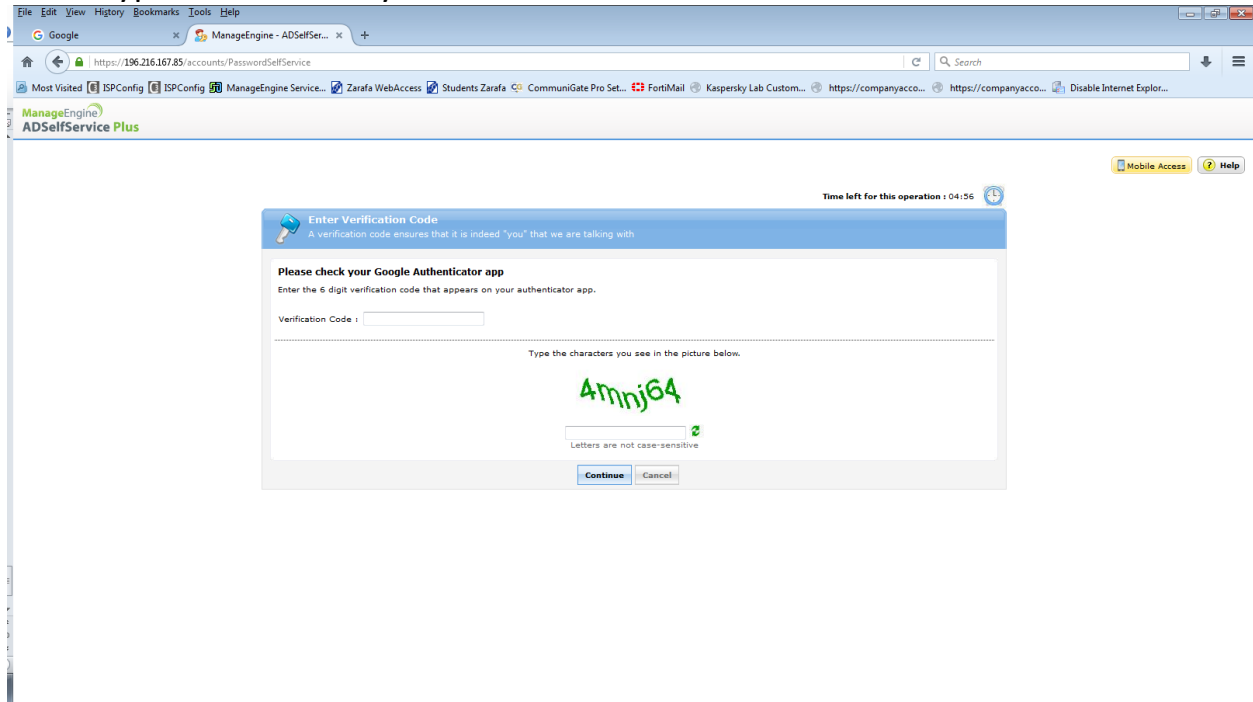 File Edit View History Bookmarks Tools Help
Google × ManageEngine - ADSelfSer... × +
https://196.216.167.85/accounts/PasswordSelfService Search
Most Visited ISPConfig ISPConfig ManageEngine Service... Zarafa WebAccess Students Zarafa CommuniGate Pro Set... FortiMail Kaspersky Lab Custom... https://companyacco... https://companyacco... Disable Internet Explor...
ManageEngine
ADSelfService Plus
Mobile Access ? Help
Time left for this operation : 04:56
Enter Verification Code
A verification code ensures that it is indeed "you" that we are talking with
Please check your Google Authenticator app
Enter the 6 digit verification code that appears on your authenticator app.
Verification Code :
Type the characters you see in the picture below.
4mnj64
Letters are not case-sensitive
Continue Cancel